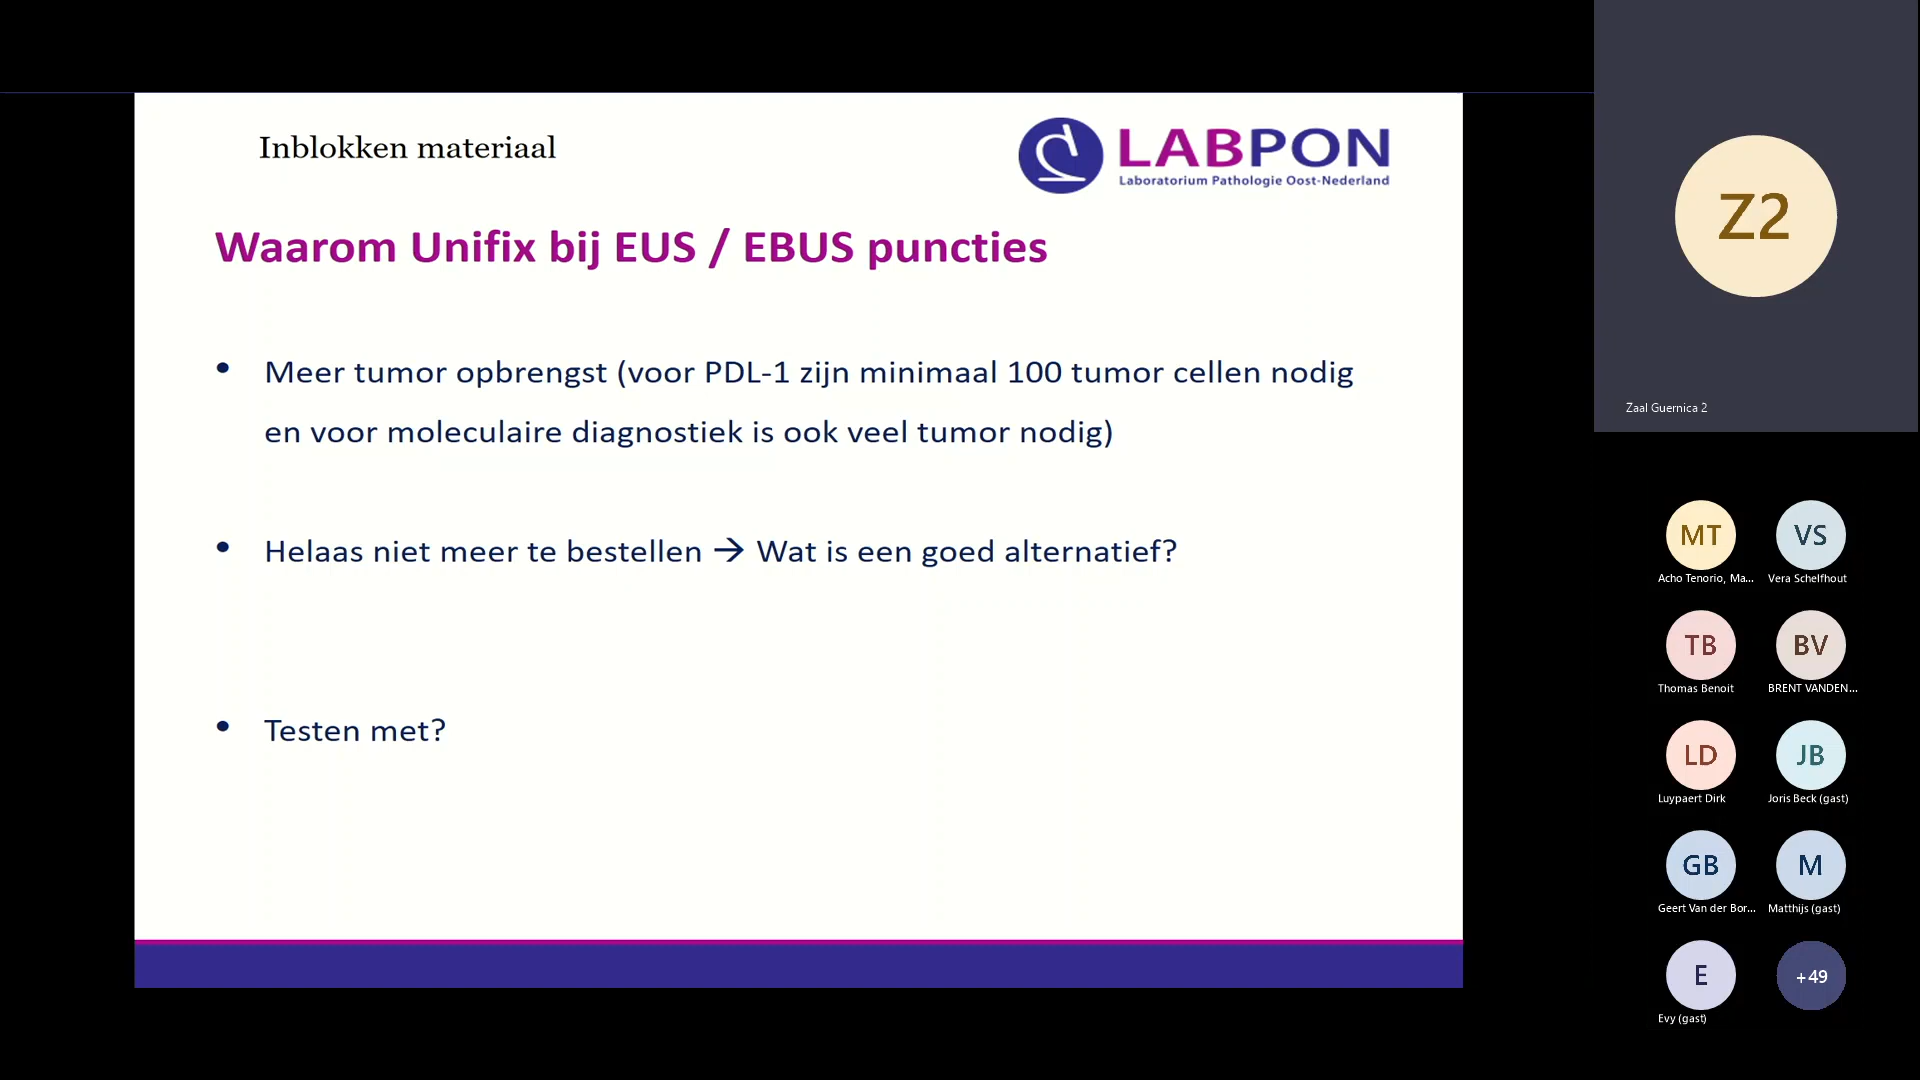 Inblokken materiaal
LABPON
Laboratorium Pathologie Oost-Nederland
Waarom Unifix bij EUS / EBUS puncties
• Meer tumor opbrengst (voor PDL-1 zijn minimaal 100 tumor cellen nodig
en voor moleculaire diagnostiek is ook veel tumor nodig)
• Helaas niet meer te bestellen → Wat is een goed alternatief?
• Testen met?
Z2
Zaal Guernica 2
MT
VS
Acho Tenorio, Ma...
Vera Schelfhout
TB
BV
Thomas Benoit
BRENT VANDEN...
LD
JB
Luypaert Dirk
Joris Beck (gast)
GB
M
Geert Van der Bor...
Matthijs (gast)
E
+49
Evy (gast)